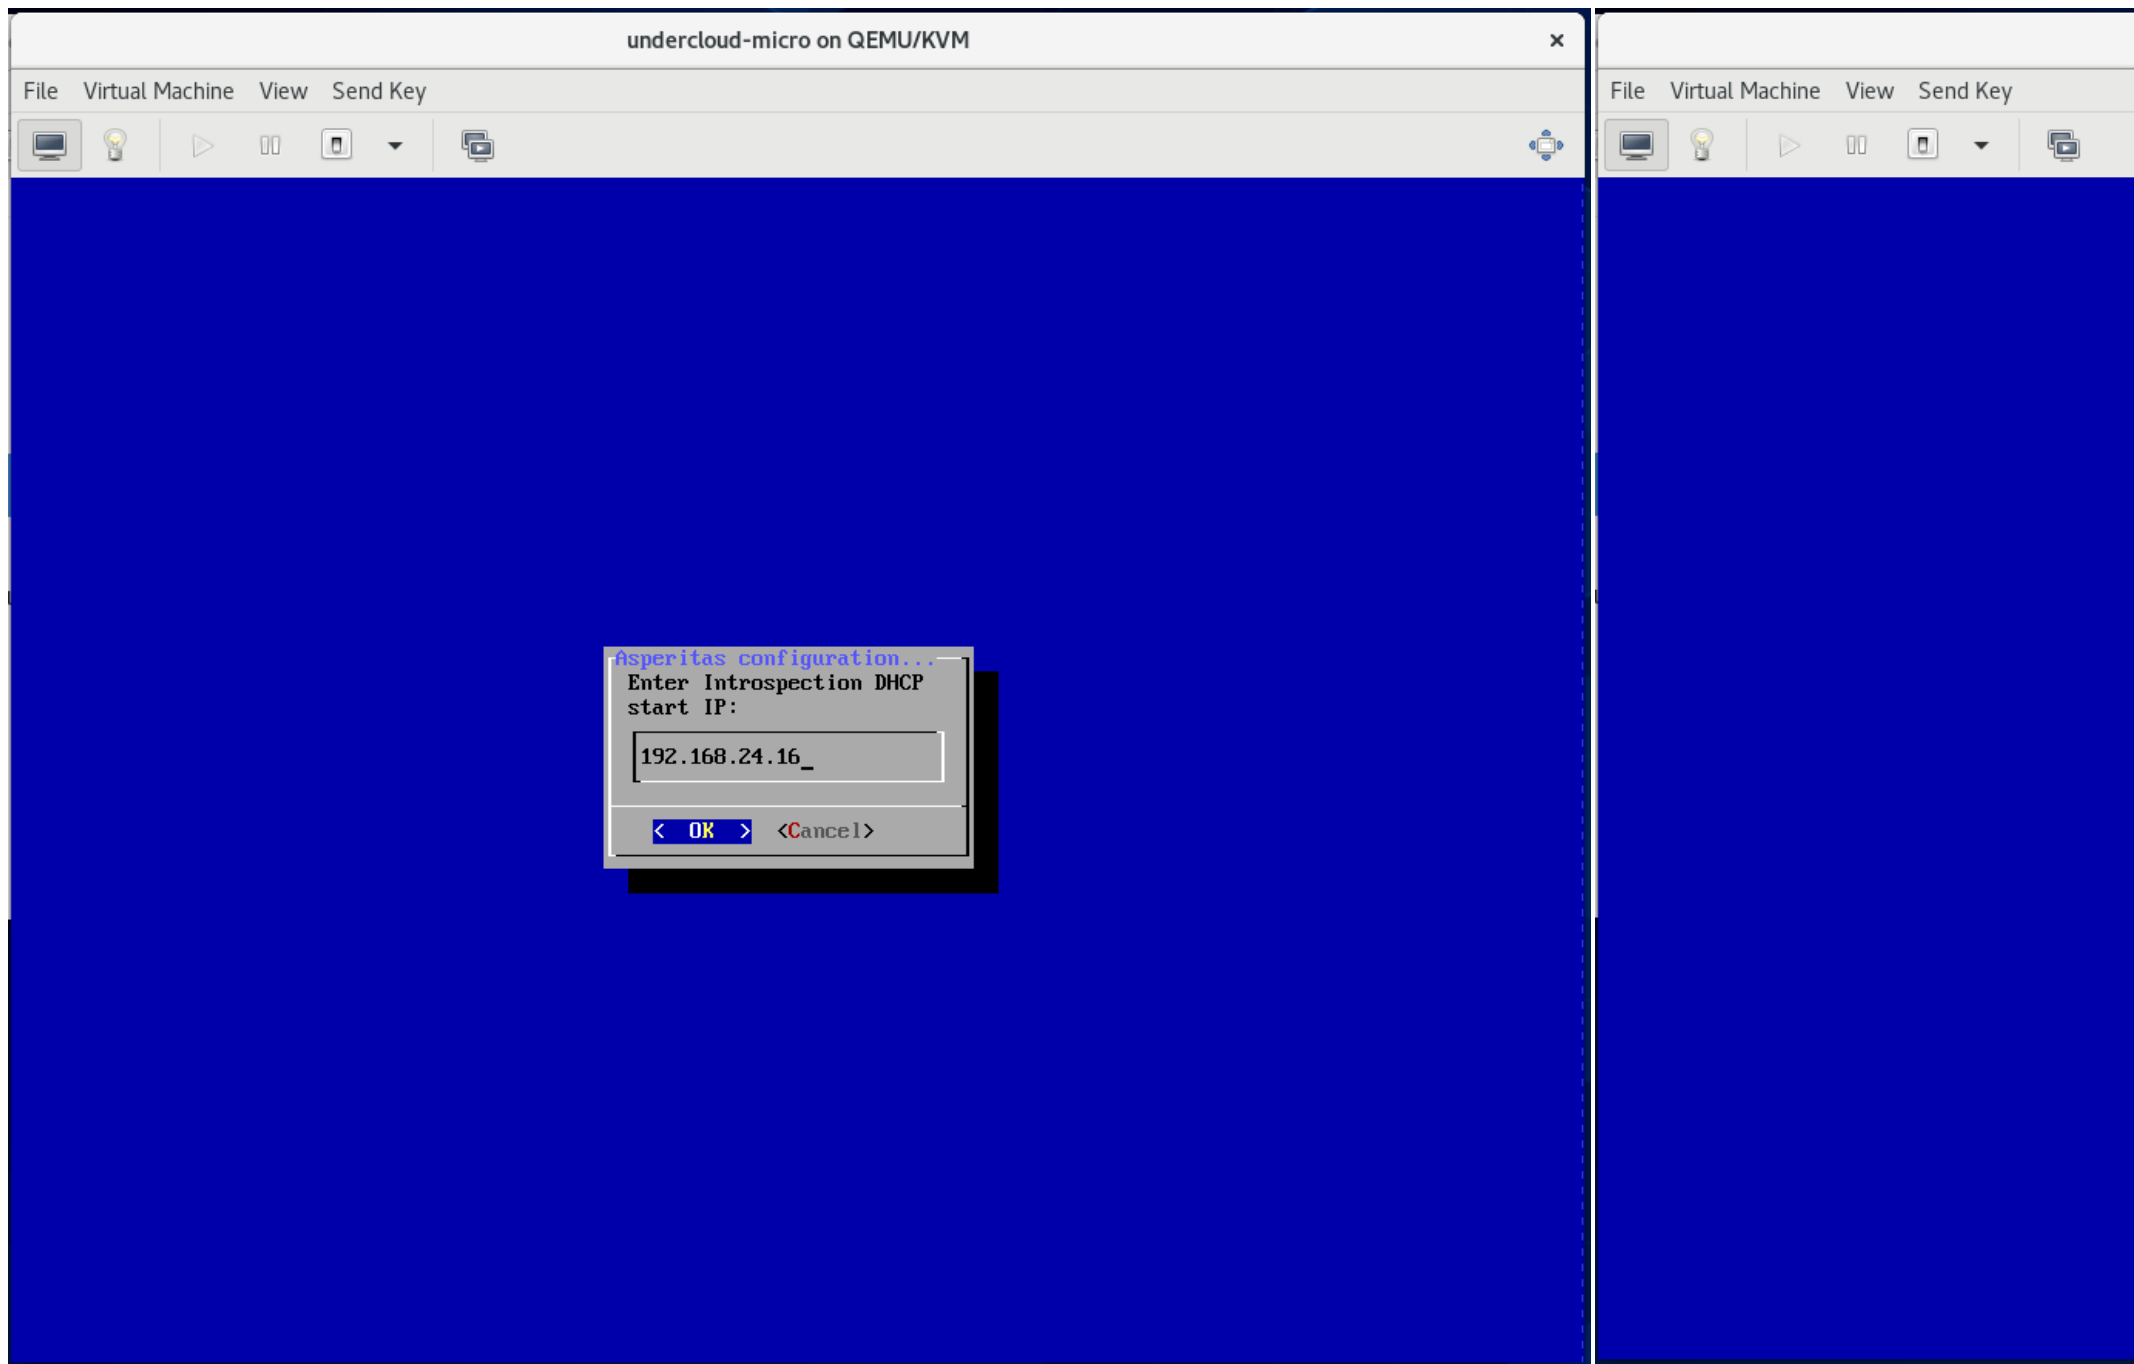 undercloud-micro on QEMU/KVM
File Virtual Machine View Send Key
Asperitas configuration...
Enter Introspection DHCP
start IP:
192.168.24.16_
< OK > <Cancel>
File Virtual Machine View Send Key